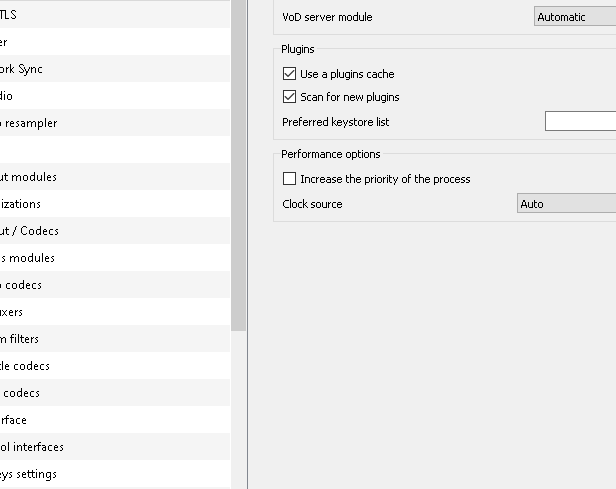 TLS
er
ork Sync
dio
o resampler
ut modules
izations
ut / Codecs
s modules
o codecs
uxers
m filters
tle codecs
codecs
rface
ol interfaces
eys settings
VoD server module
Automatic
Plugins
Use a plugins cache
Scan for new plugins
Preferred keystore list
Performance options
Increase the priority of the process
Clock source
Auto